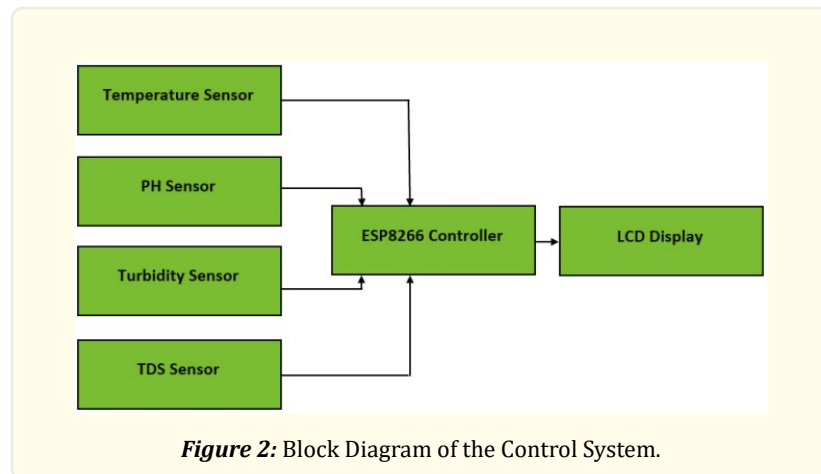 Temperature Sensor
PH Sensor
ESP8266 Controller
LCD Display
Turbidity Sensor
TDS Sensor
Figure 2: Block Diagram of the Control System.